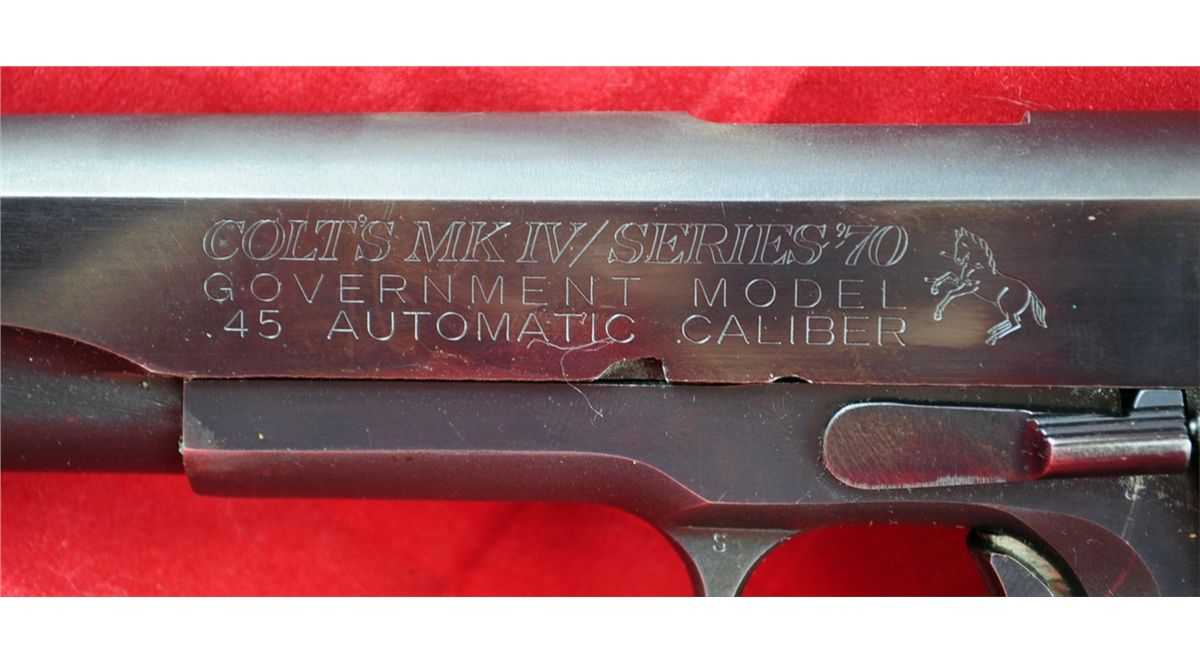 COLT'S MK IV/SERIES'70
GOVERNMENT MODEL
.45 AUTOMATIC CALIBER
S